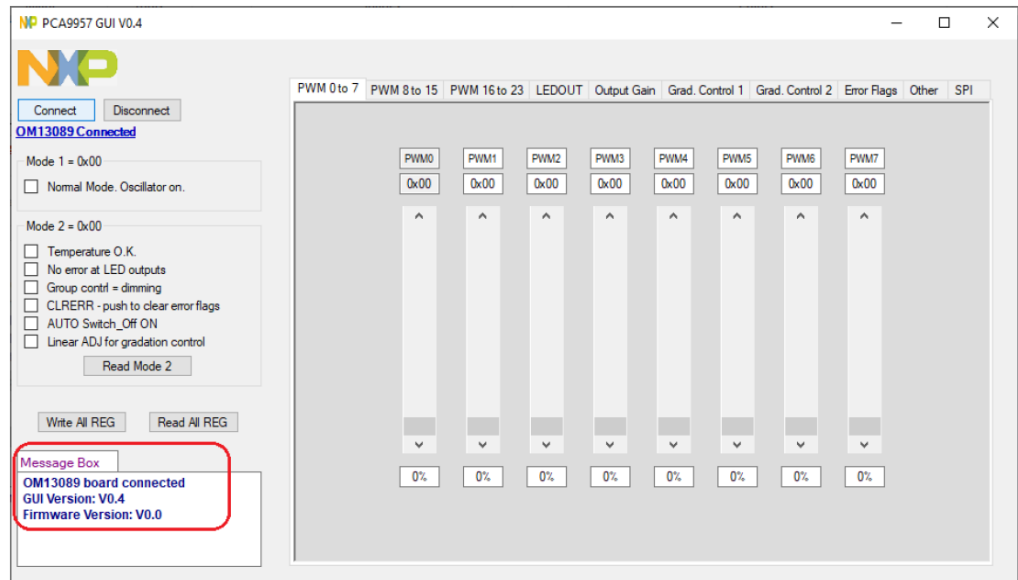 NXP PCA9957 GUI V0.4
NXP
Connect Disconnect
OM13089 Connected
Mode 1 = 0x00
Normal Mode. Oscillator on.
Mode 2 = 0x00
Temperature O.K.
No error at LED outputs
Group contrl = dimming
CLRERR - push to clear error flags
AUTO Switch_Off ON
Linear ADJ for gradation control
Read Mode 2
Write All REG Read All REG
Message Box
OM13089 board connected
GUI Version: V0.4
Firmware Version: V0.0
PWM 0 to 7 PWM 8 to 15 PWM 16 to 23 LEDOUT Output Gain Grad. Control 1 Grad. Control 2 Error Flags Other SPI
PWM0 PWM1 PWM2 PWM3 PWM4 PWM5 PWM6 PWM7
0x00 0x00 0x00 0x00 0x00 0x00 0x00 0x00
0% 0% 0% 0% 0% 0% 0% 0%